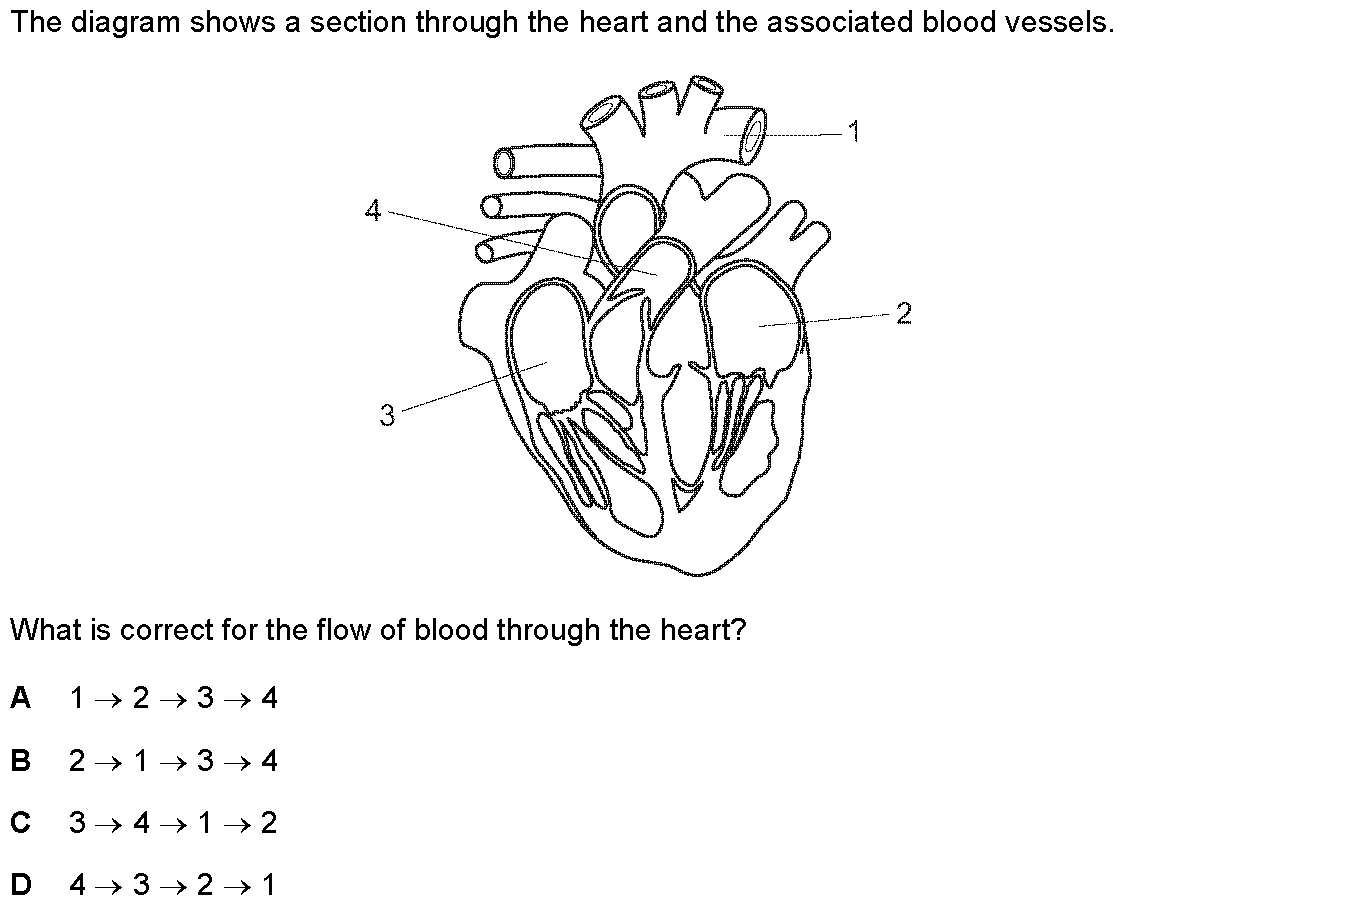 The diagram shows a section through the heart and the associated blood vessels.
1
4
2
3
What is correct for the flow of blood through the heart?
A 1 → 2 → 3 → 4
B 2 → 1 → 3 → 4
C 3 → 4 → 1 → 2
D 4 → 3 → 2 → 1